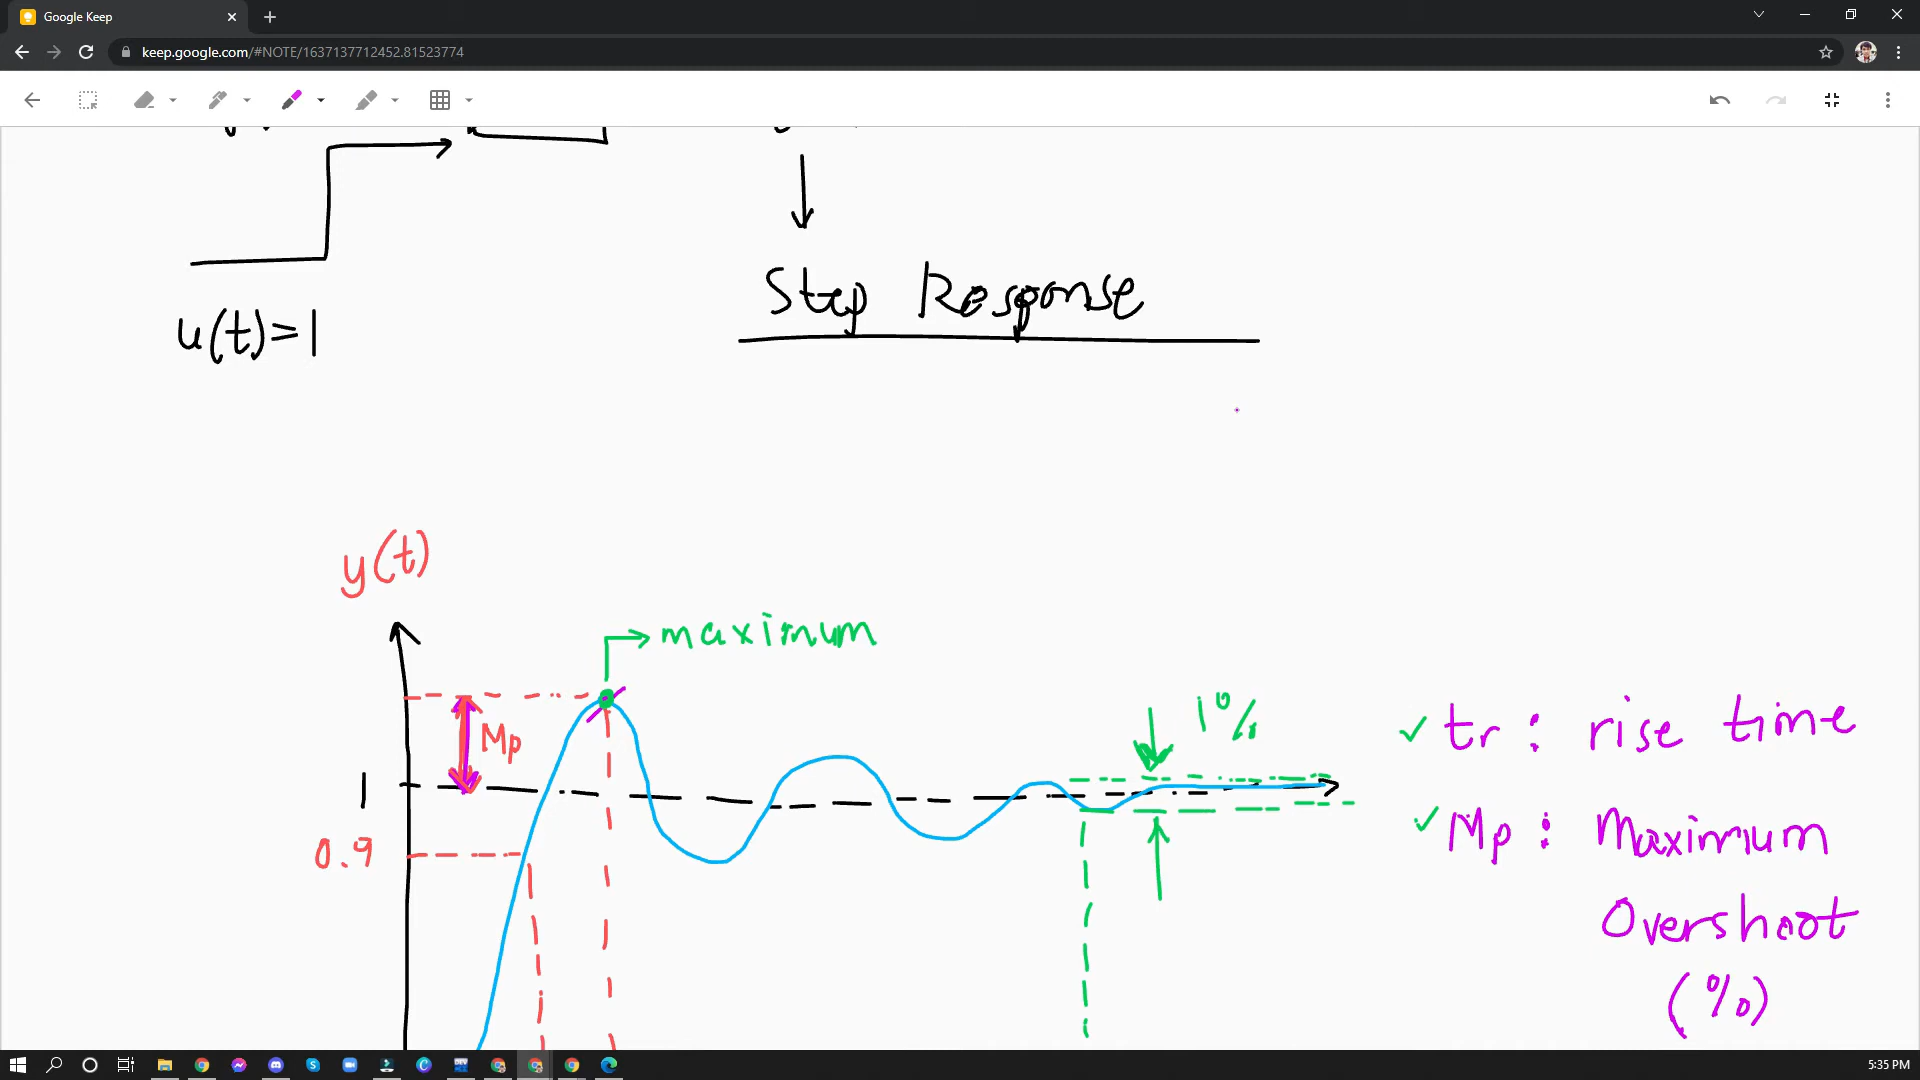 Google Keep
keep.google.com/#NOTE/1637137712452.81523774
u(t)=1
Step Response
y(t)
maximum
Mp
1%
1
0.9
✓ tr : rise time
✓ Mp : Maximum
Overshoot
(%)
5:35 PM